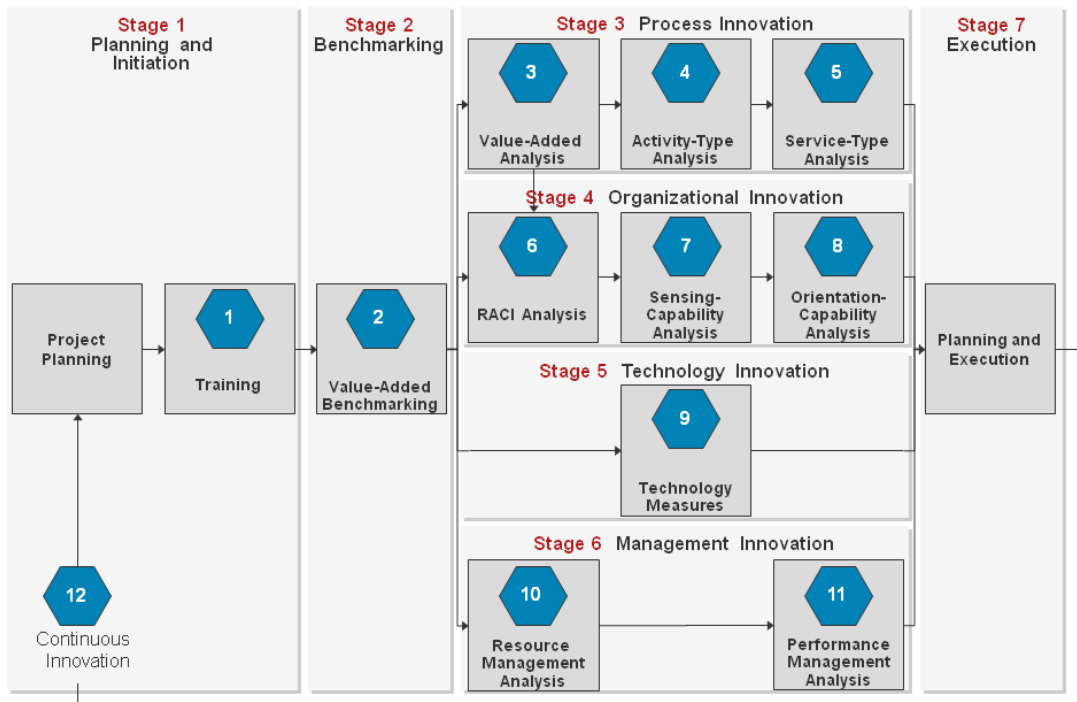 Stage 1
Planning and
Initiation
Project
Planning
1
Training
12
Continuous
Innovation
Stage 2
Benchmarking
2
Value-Added
Benchmarking
Stage 3 Process Innovation
3
Value-Added
Analysis
4
Activity-Type
Analysis
5
Service-Type
Analysis
Stage 4 Organizational Innovation
6
RACI Analysis
7
Sensing-
Capability
Analysis
8
Orientation-
Capability
Analysis
Stage 5 Technology Innovation
9
Technology
Measures
Stage 6 Management Innovation
10
Resource
Management
Analysis
11
Performance
Management
Analysis
Stage 7
Execution
Planning and
Execution